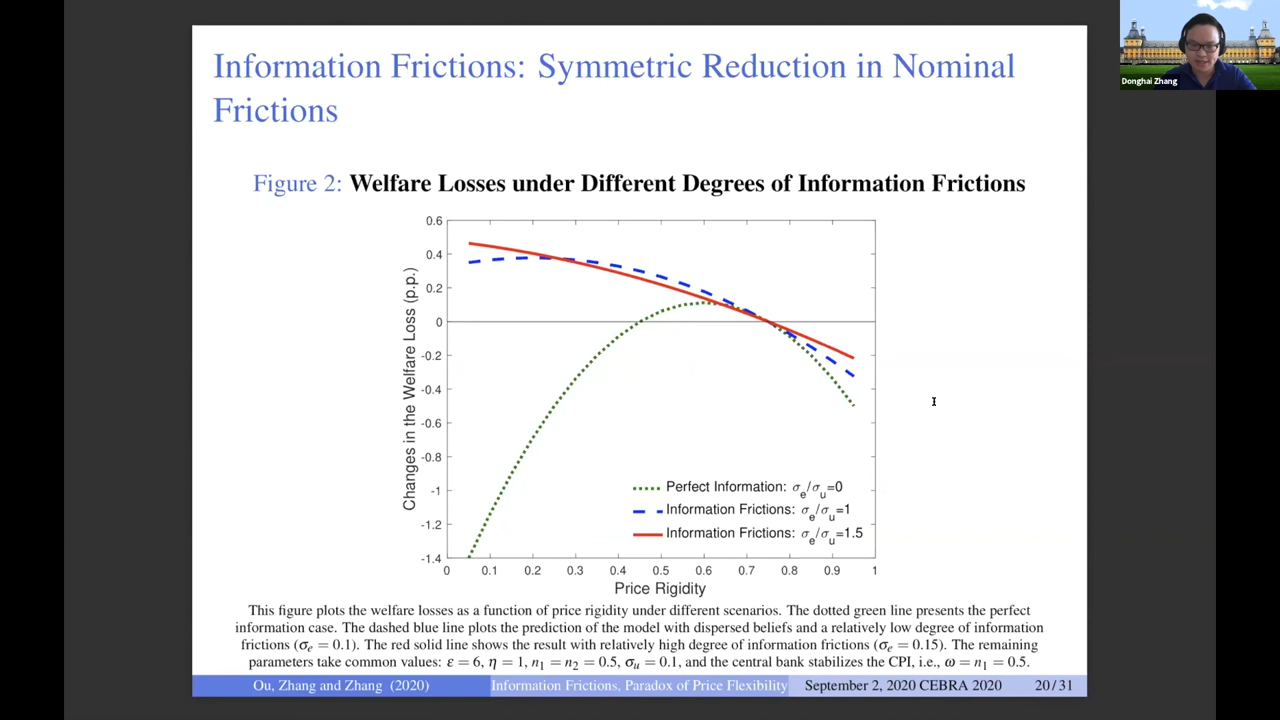 Donghai Zhang
Information Frictions: Symmetric Reduction in Nominal
Frictions
Figure 2: Welfare Losses under Different Degrees of Information Frictions
Changes in the Welfare Loss (p.p.)
0.6
0.4
0.2
0
-0.2
-0.4
-0.6
-0.8
-1
-1.2
-1.4
Perfect Information: σe/σu=0
Information Frictions: σe/σu=1
Information Frictions: σe/σu=1.5
0 0.1 0.2 0.3 0.4 0.5 0.6 0.7 0.8 0.9 1
Price Rigidity
This figure plots the welfare losses as a function of price rigidity under different scenarios. The dotted green line presents the perfect
information case. The dashed blue line plots the prediction of the model with dispersed beliefs and a relatively low degree of information
frictions (σe = 0.1). The red solid line shows the result with relatively high degree of information frictions (σe = 0.15). The remaining
parameters take common values: ε = 6, η = 1, n1 = n2 = 0.5, σu = 0.1, and the central bank stabilizes the CPI, i.e., ω = n1 = 0.5.
Ou, Zhang and Zhang (2020) Information Frictions, Paradox of Price Flexibility September 2, 2020 CEBRA 2020 20/31